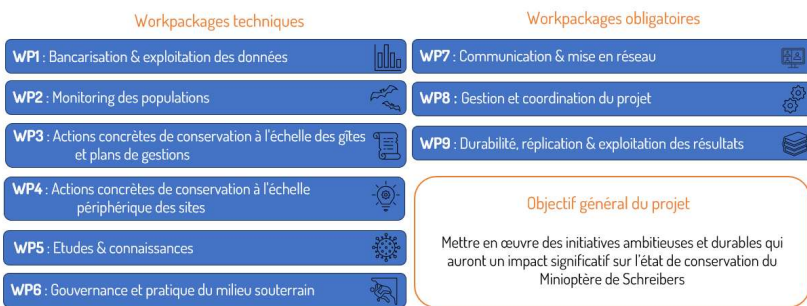 Workpackages techniques
WP1 : Bancarisation & exploitation des données
WP2 : Monitoring des populations
WP3 : Actions concrètes de conservation à l'échelle des gîtes
et plans de gestions
WP4 : Actions concrètes de conservation à l'échelle
périphérique des sites
WP5 : Etudes & connaissances
WP6 : Gouvernance et pratique du milieu souterrain
Workpackages obligatoires
WP7 : Communication & mise en réseau
WP8 : Gestion et coordination du projet
WP9 : Durabilité, réplication & exploitation des résultats
Objectif général du projet
Mettre en œuvre des initiatives ambitieuses et durables qui
auront un impact significatif sur l'état de conservation du
Minioptère de Schreibers